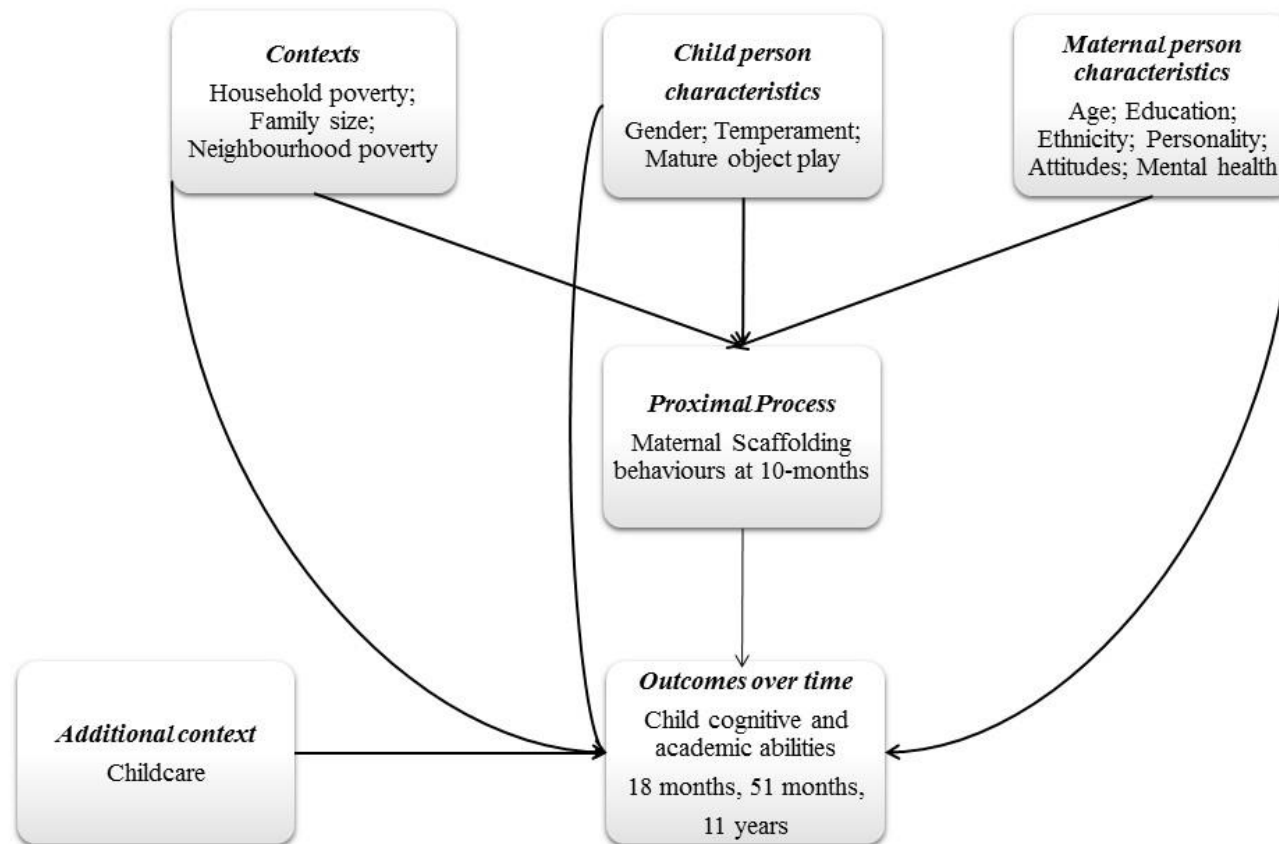 Contexts
Household poverty;
Family size;
Neighbourhood poverty
Child person
characteristics
Gender; Temperament;
Mature object play
Maternal person
characteristics
Age; Education;
Ethnicity; Personality;
Attitudes; Mental health
Proximal Process
Maternal Scaffolding
behaviours at 10-months
Additional context
Childcare
Outcomes over time
Child cognitive and
academic abilities
18 months, 51 months,
11 years